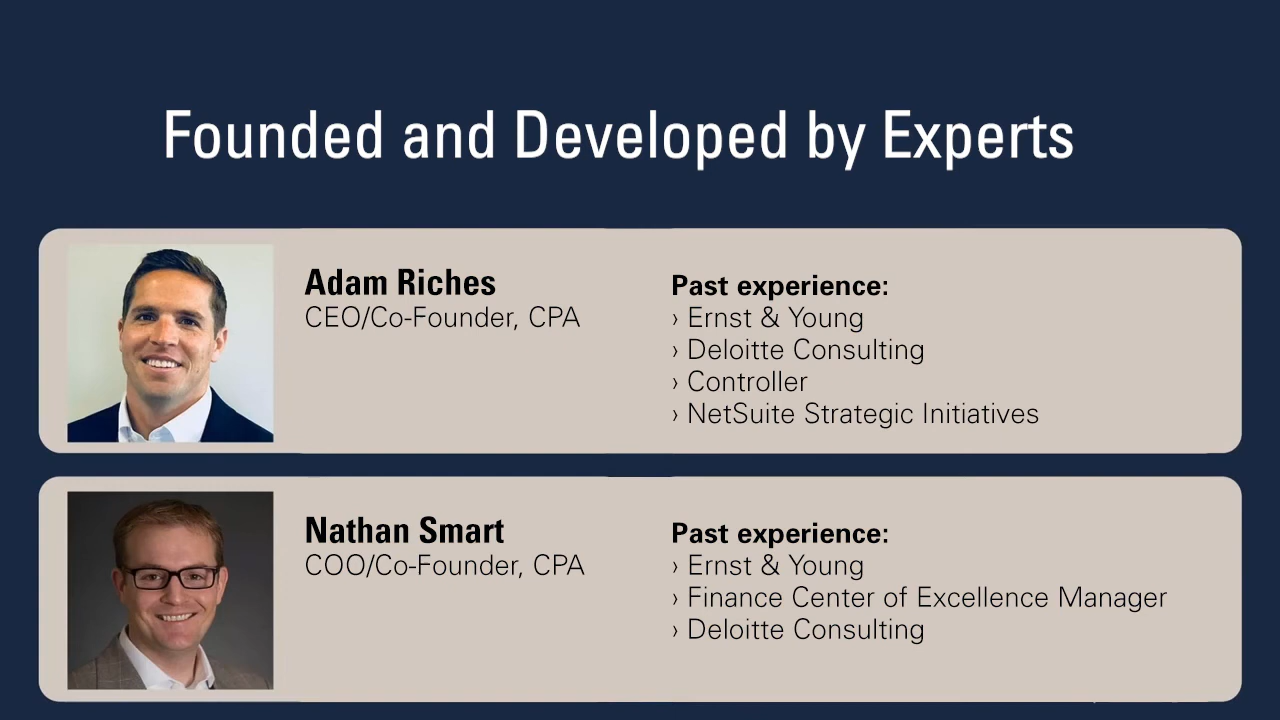 Founded and Developed by Experts
Adam Riches
CEO/Co-Founder, CPA
Past experience:
› Ernst & Young
› Deloitte Consulting
› Controller
› NetSuite Strategic Initiatives
Nathan Smart
COO/Co-Founder, CPA
Past experience:
› Ernst & Young
› Finance Center of Excellence Manager
› Deloitte Consulting